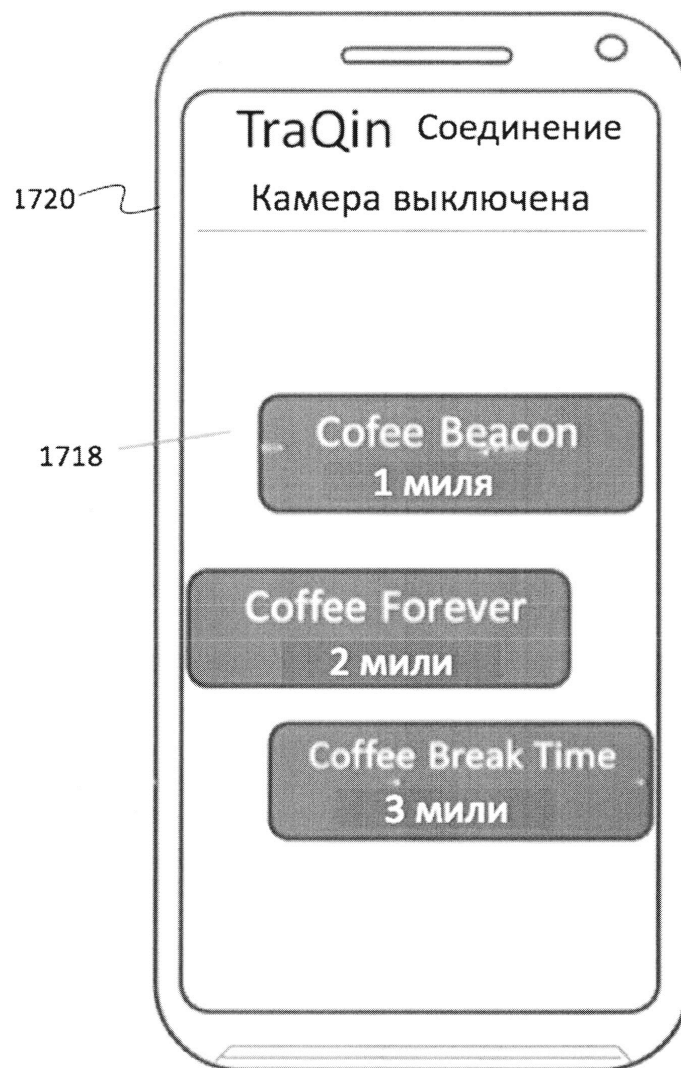 TraQin Соединение
1720
Камера выключена
1718
Cofee Beacon
1 миля
Coffee Forever
2 мили
Coffee Break Time
3 мили